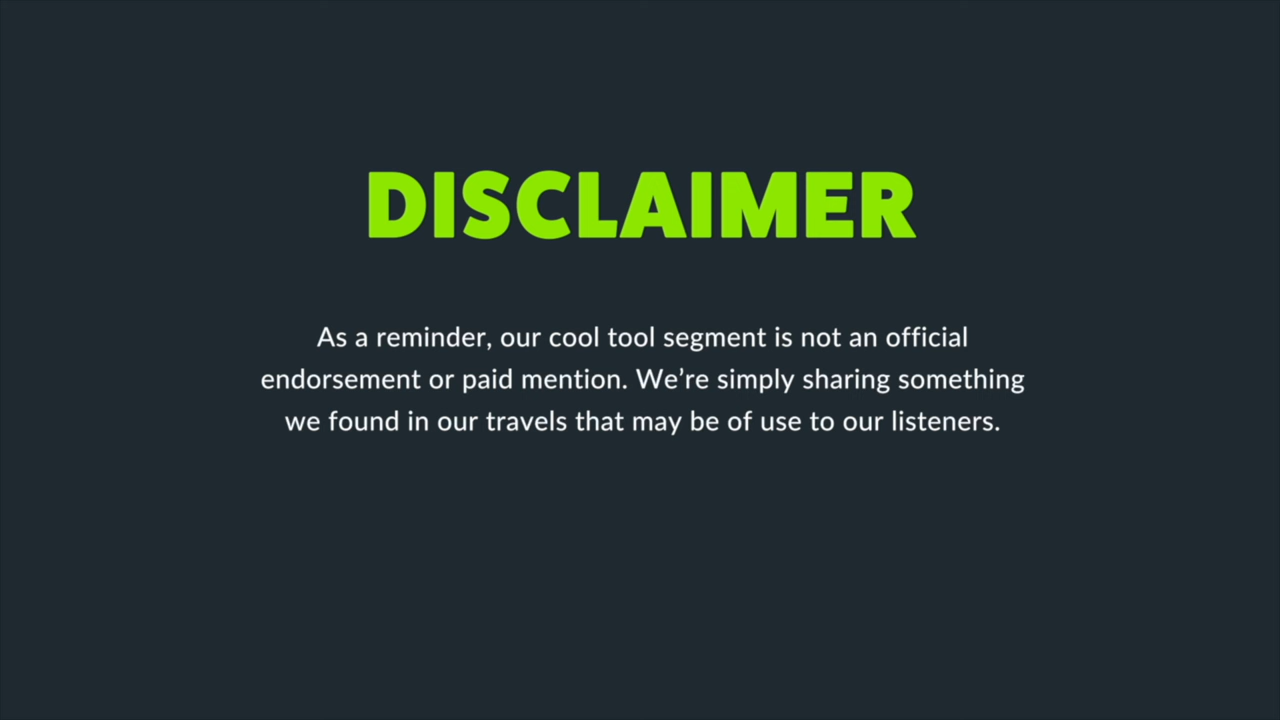 DISCLAIMER
As a reminder, our cool tool segment is not an official
endorsement or paid mention. We’re simply sharing something
we found in our travels that may be of use to our listeners.